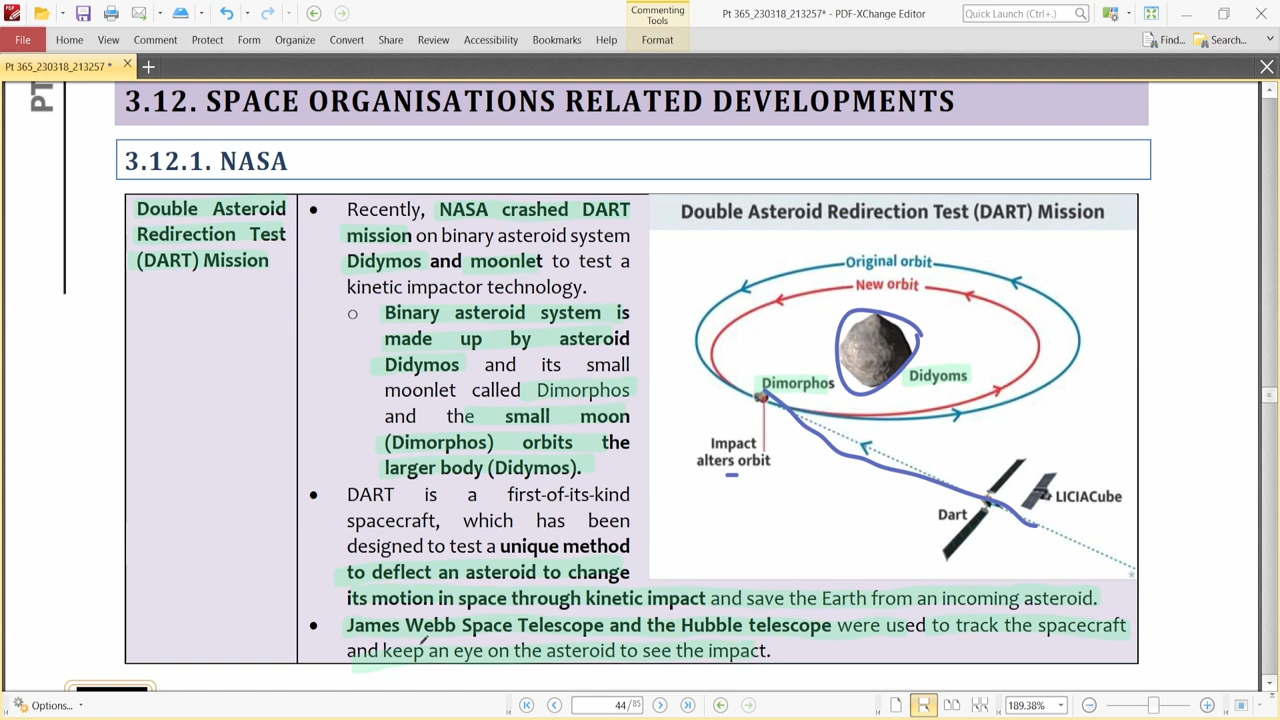 Commenting
Tools
Pt 365_230318_213257* - PDF-XChange Editor
Quick Launch (Ctrl+.)
File Home View Comment Protect Form Organize Convert Share Review Accessibility Bookmarks Help Format Find... Search...
Pt 365_230318_213257 *
PT
3.12. SPACE ORGANISATIONS RELATED DEVELOPMENTS
3.12.1. NASA
Double Asteroid
Redirection Test
(DART) Mission
• Recently, NASA crashed DART
mission on binary asteroid system
Didymos and moonlet to test a
kinetic impactor technology.
o Binary asteroid system is
made up by asteroid
Didymos and its small
moonlet called Dimorphos
and the small moon
(Dimorphos) orbits the
larger body (Didymos).
• DART is a first-of-its-kind
spacecraft, which has been
designed to test a unique method
to deflect an asteroid to change
its motion in space through kinetic impact and save the Earth from an incoming asteroid.
• James Webb Space Telescope and the Hubble telescope were used to track the spacecraft
and keep an eye on the asteroid to see the impact.
Double Asteroid Redirection Test (DART) Mission
Original orbit
New orbit
Dimorphos
Didyoms
Impact
alters orbit
LICIACube
Dart
Options...
44 /85
189.38%